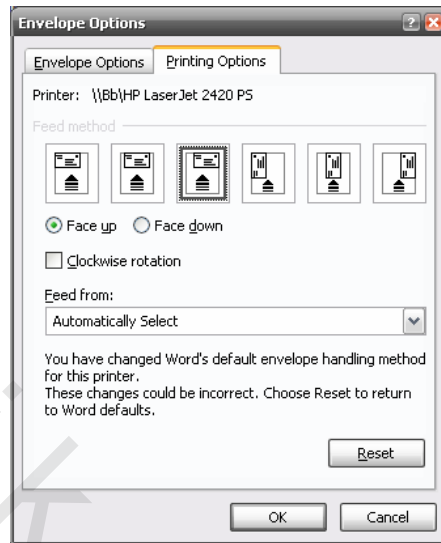 Envelope Options
Envelope Options
Printing Options
Printer: \\Bb\HP LaserJet 2420 PS
Feed method
Face up
Face down
Clockwise rotation
Feed from:
Automatically Select
You have changed Word's default envelope handling method
for this printer.
These changes could be incorrect. Choose Reset to return
to Word defaults.
Reset
OK
Cancel